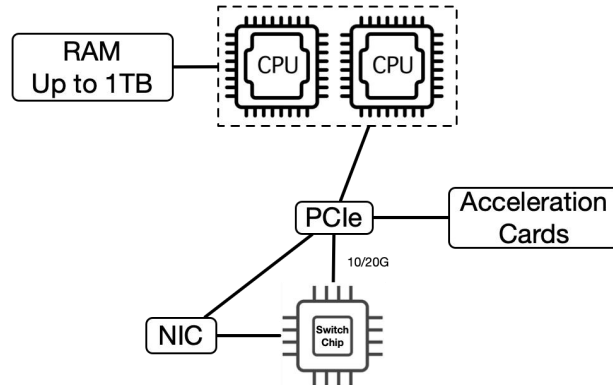 RAM
Up to 1TB
CPU
CPU
PCIe
Acceleration
Cards
10/20G
NIC
Switch
Chip